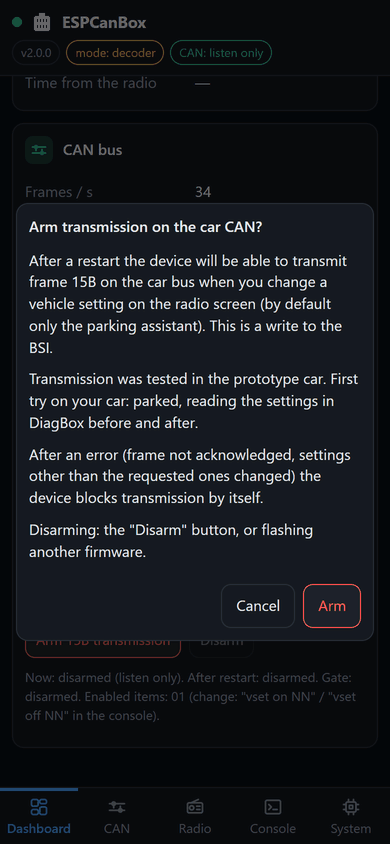 ESPCanBox
v2.0.0
mode: decoder
CAN: listen only
Time from the radio —
CAN bus
Frames / s 34
Arm transmission on the car CAN?
After a restart the device will be able to transmit
frame 15B on the car bus when you change a
vehicle setting on the radio screen (by default
only the parking assistant). This is a write to the
BSI.
Transmission was tested in the prototype car. First
try on your car: parked, reading the settings in
DiagBox before and after.
After an error (frame not acknowledged, settings
other than the requested ones changed) the
device blocks transmission by itself.
Disarming: the "Disarm" button, or flashing
another firmware.
Cancel
Arm
Arm 15B transmission
Disarm
Now: disarmed (listen only). After restart: disarmed. Gate:
disarmed. Enabled items: 01 (change: "vset on NN" / "vset
off NN" in the console).
Dashboard
CAN
Radio
Console
System